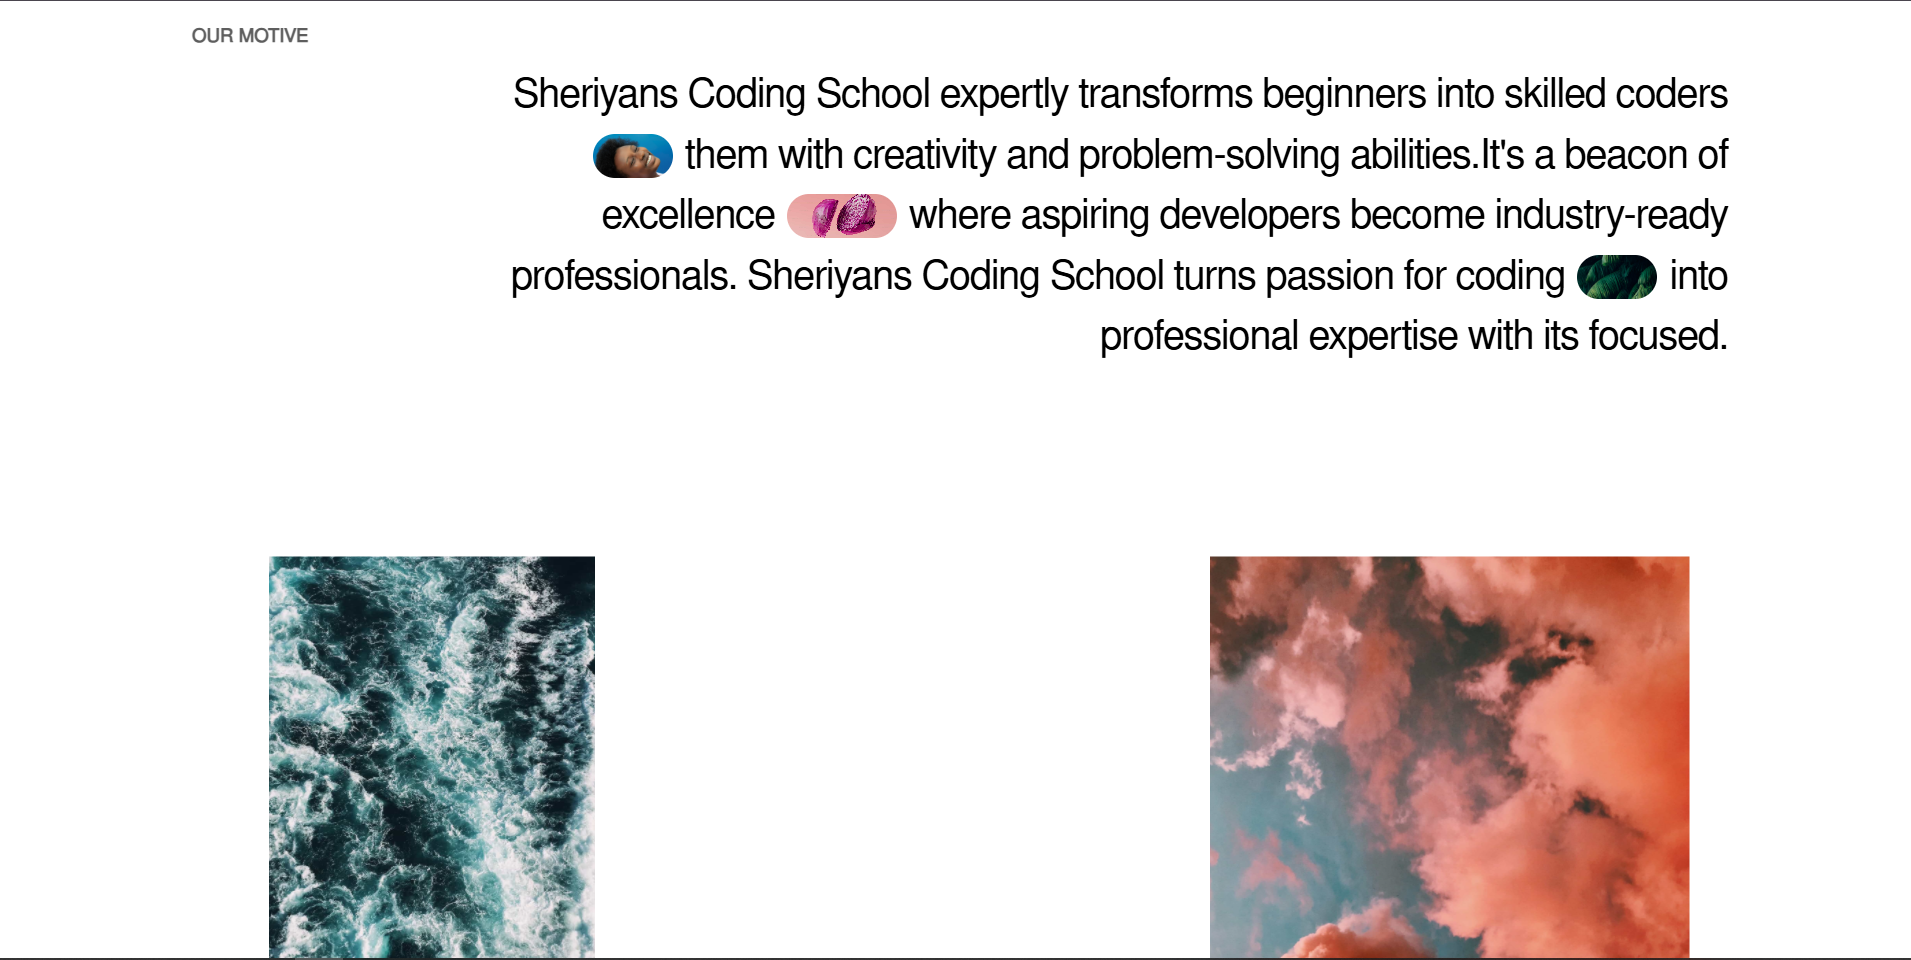 OUR MOTIVE
Sheriyans Coding School expertly transforms beginners into skilled coders
them with creativity and problem-solving abilities.It's a beacon of
excellence where aspiring developers become industry-ready
professionals. Sheriyans Coding School turns passion for coding into
professional expertise with its focused.